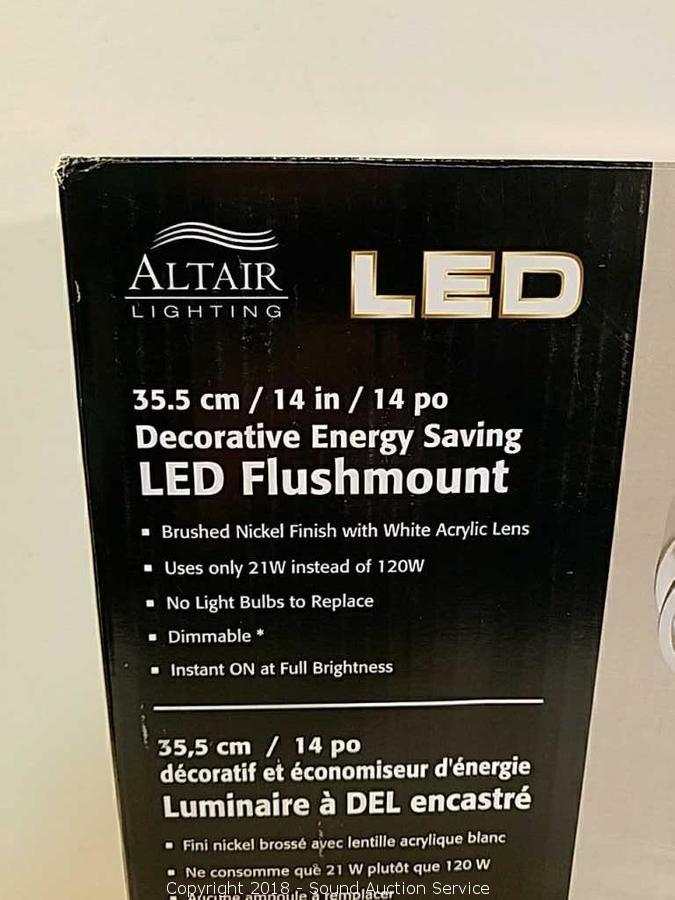 ALTAIR
LIGHTING
LED
35.5 cm / 14 in / 14 po
Decorative Energy Saving
LED Flushmount
▪ Brushed Nickel Finish with White Acrylic Lens
▪ Uses only 21W instead of 120W
▪ No Light Bulbs to Replace
▪ Dimmable *
▪ Instant ON at Full Brightness
35,5 cm / 14 po
décoratif et économiseur d'énergie
Luminaire à DEL encastré
▪ Fini nickel brossé avec lentille acrylique blanc
▪ Ne consomme que 21 W plutôt que 120 W
▪ Aucune ampoule à remplacer
Copyright 2018 - Sound Auction Service